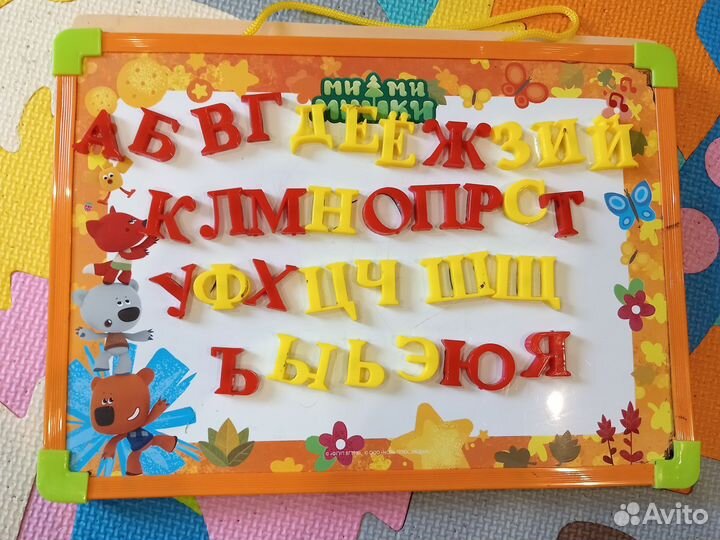 МИ МИ
МИШКИ
АБВГДЕЁЖЗИЙ
КЛМНОПРСТ
УФХЦЧШЩ
ЪЫЬЭЮЯ
Avito